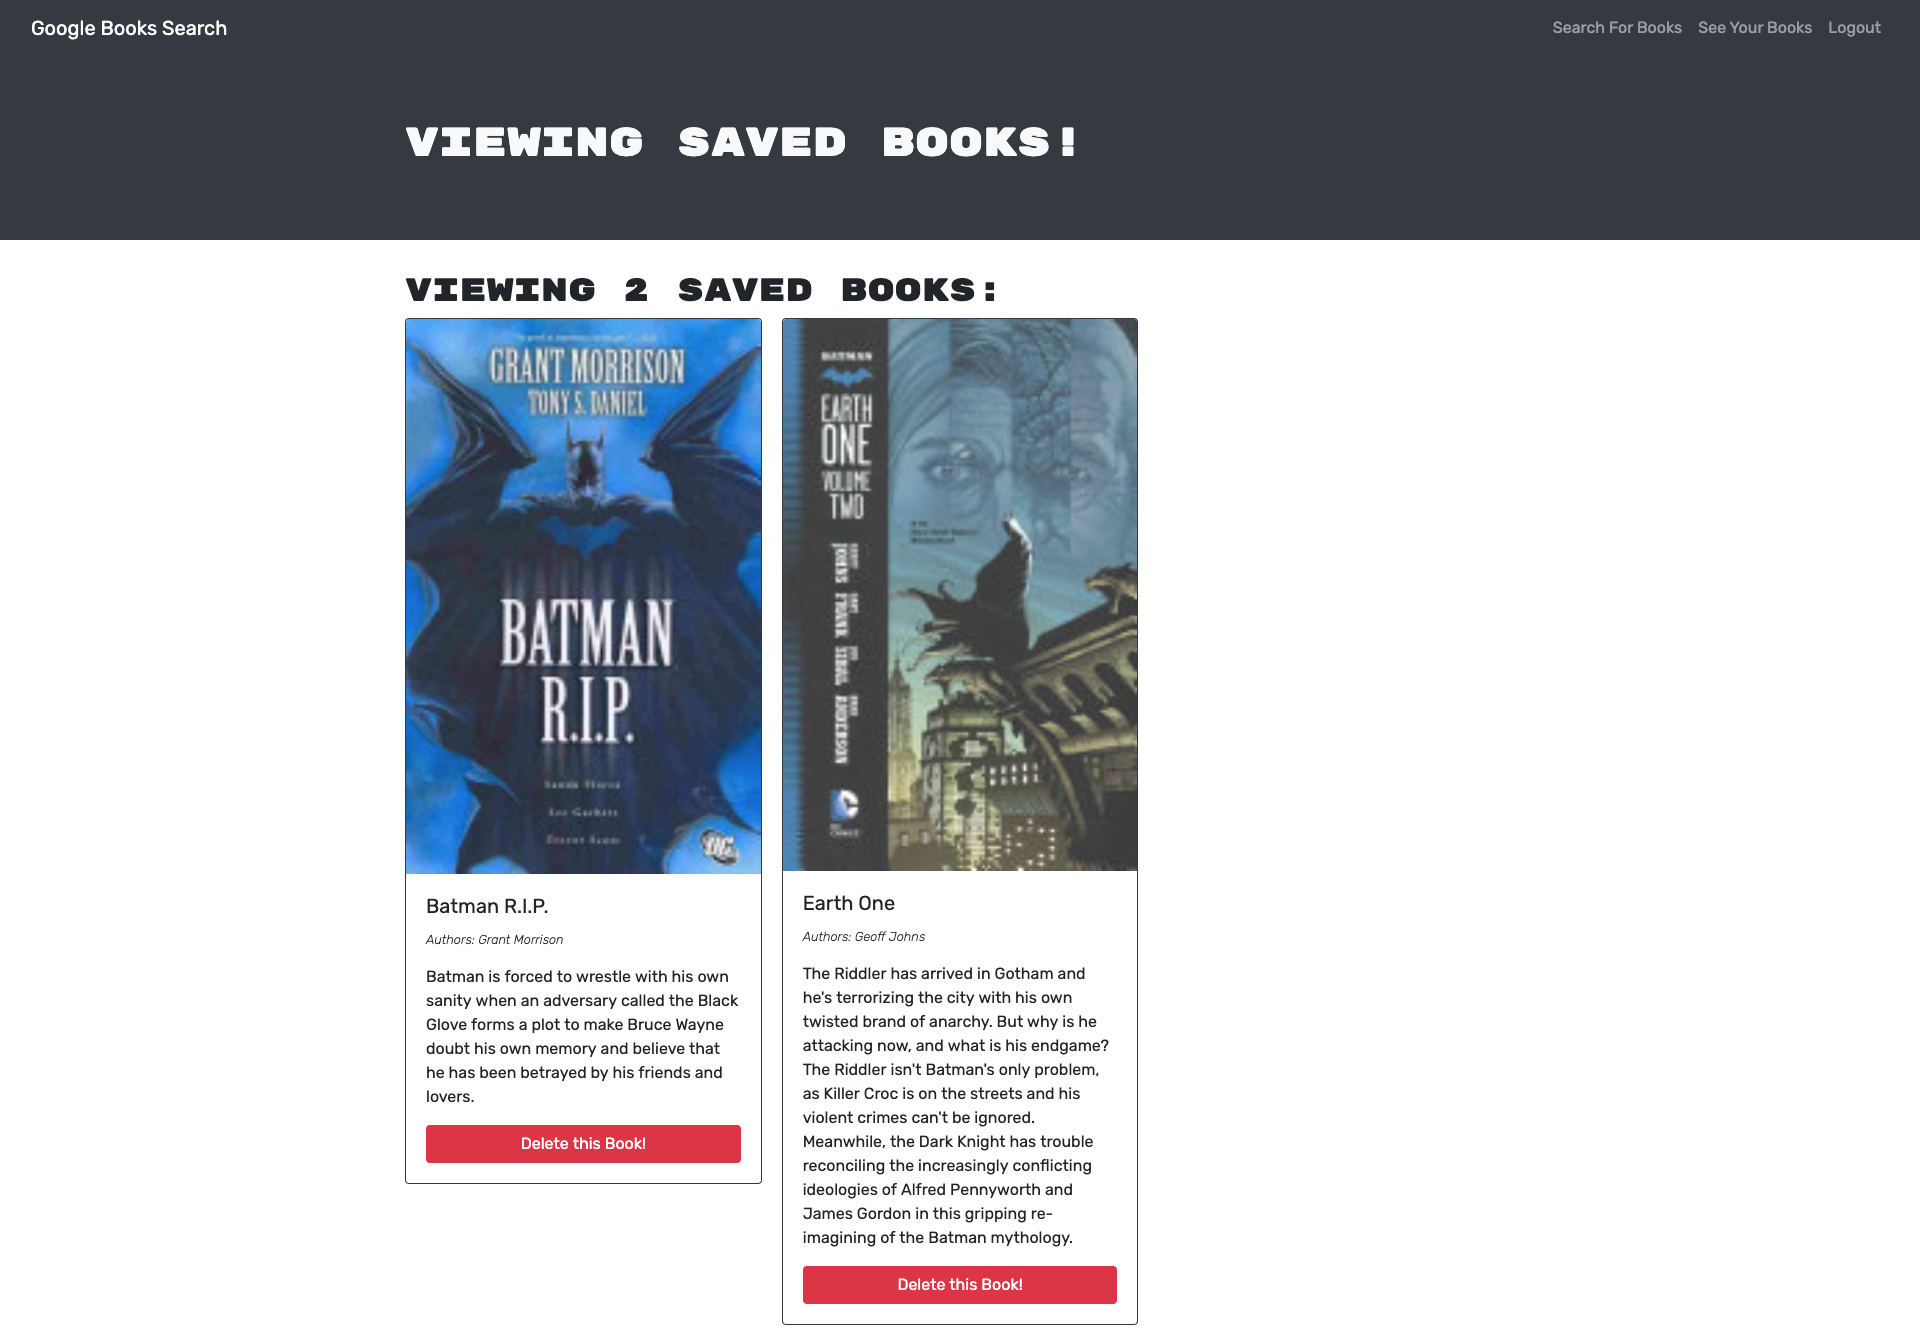 Google Books Search
Search For Books
See Your Books
Logout
VIEWING SAVED BOOKS!
VIEWING 2 SAVED BOOKS:
GRANT MORRISON
TONY S. DANIEL
BATMAN
R.I.P.
DC
Batman R.I.P.
Authors: Grant Morrison
Batman is forced to wrestle with his own
sanity when an adversary called the Black
Glove forms a plot to make Bruce Wayne
doubt his own memory and believe that
he has been betrayed by his friends and
lovers.
Delete this Book!
BATMAN
EARTH
ONE
VOLUME
TWO
JOHNS
FRANK
SIBAL
ANDERSON
Earth One
Authors: Geoff Johns
The Riddler has arrived in Gotham and
he's terrorizing the city with his own
twisted brand of anarchy. But why is he
attacking now, and what is his endgame?
The Riddler isn't Batman's only problem,
as Killer Croc is on the streets and his
violent crimes can't be ignored.
Meanwhile, the Dark Knight has trouble
reconciling the increasingly conflicting
ideologies of Alfred Pennyworth and
James Gordon in this gripping re-
imagining of the Batman mythology.
Delete this Book!